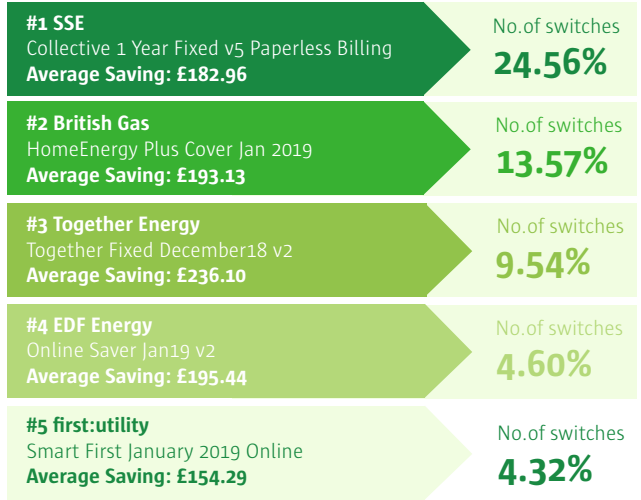 #1 SSE
Collective 1 Year Fixed v5 Paperless Billing
Average Saving: £182.96
No.of switches
24.56%
#2 British Gas
HomeEnergy Plus Cover Jan 2019
Average Saving: £193.13
No.of switches
13.57%
#3 Together Energy
Together Fixed December18 v2
Average Saving: £236.10
No.of switches
9.54%
#4 EDF Energy
Online Saver Jan19 v2
Average Saving: £195.44
No.of switches
4.60%
#5 first:utility
Smart First January 2019 Online
Average Saving: £154.29
No.of switches
4.32%